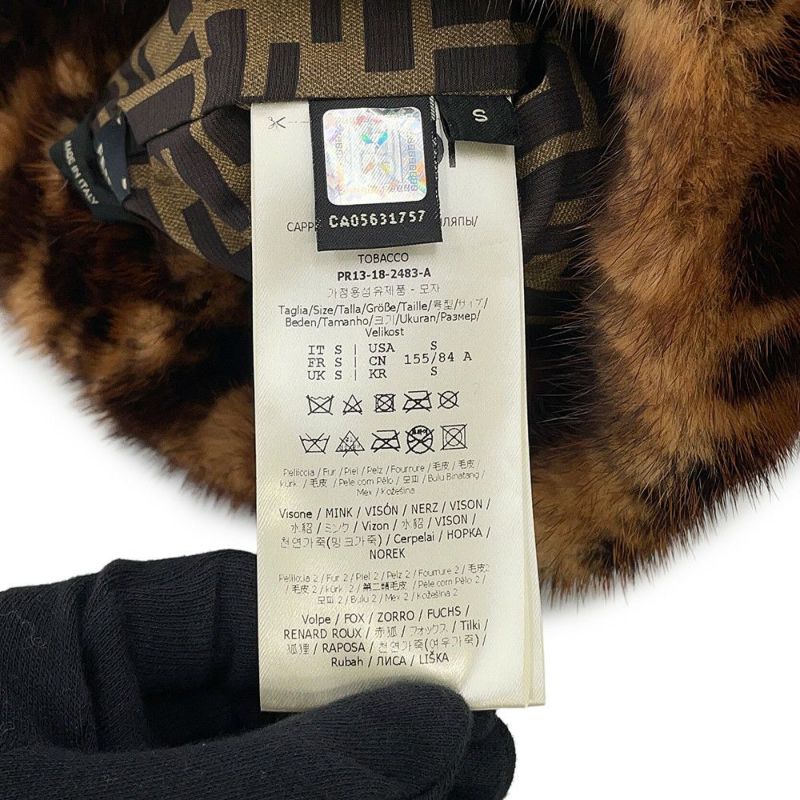 MADE IN ITALY
S
CA05631757
CAPP
ЛЯПЫ/
TOBACCO
PR13-18-2483-A
가정용섬유제품 - 모자
Taglia/Size/Talla/Größe/Taille/型/サイズ/
Beden/Tamanho/크기/Ukuran/Размер/
Velikost
IT S | USA S
FR S | CN 155/84 A
UK S | KR S
Pelliccia / Fur / Piel / Pelz / Fourrure / 毛皮 /
kürk / 毛皮 / Pele com Pêlo / 모피 / Bulu Binatang /
Mex / Kožešina
Visone / MINK / VISÓN / NERZ / VISON /
水貂 / ミンク / Vizon / 水貂 / VISON /
천연가죽(밍크가죽) / Cerpelai / НОРКА /
NOREK
Pelliccia 2 / Fur 2 / Piel 2 / Pelz 2 / Fourrure 2 / 毛皮2
/ 毛皮2 / kürk 2 / 第二種毛皮 / Pele com Pêlo 2 / 모피
2 / Bulu 2 / Mex 2 / Kožešina 2
Volpe / FOX / ZORRO / FUCHS /
RENARD ROUX / 赤狐 / フォックス / Tilki /
狐狸 / RAPOSA / 천연가죽(여우가죽) /
Rubah / ЛИСА / LIŠKA